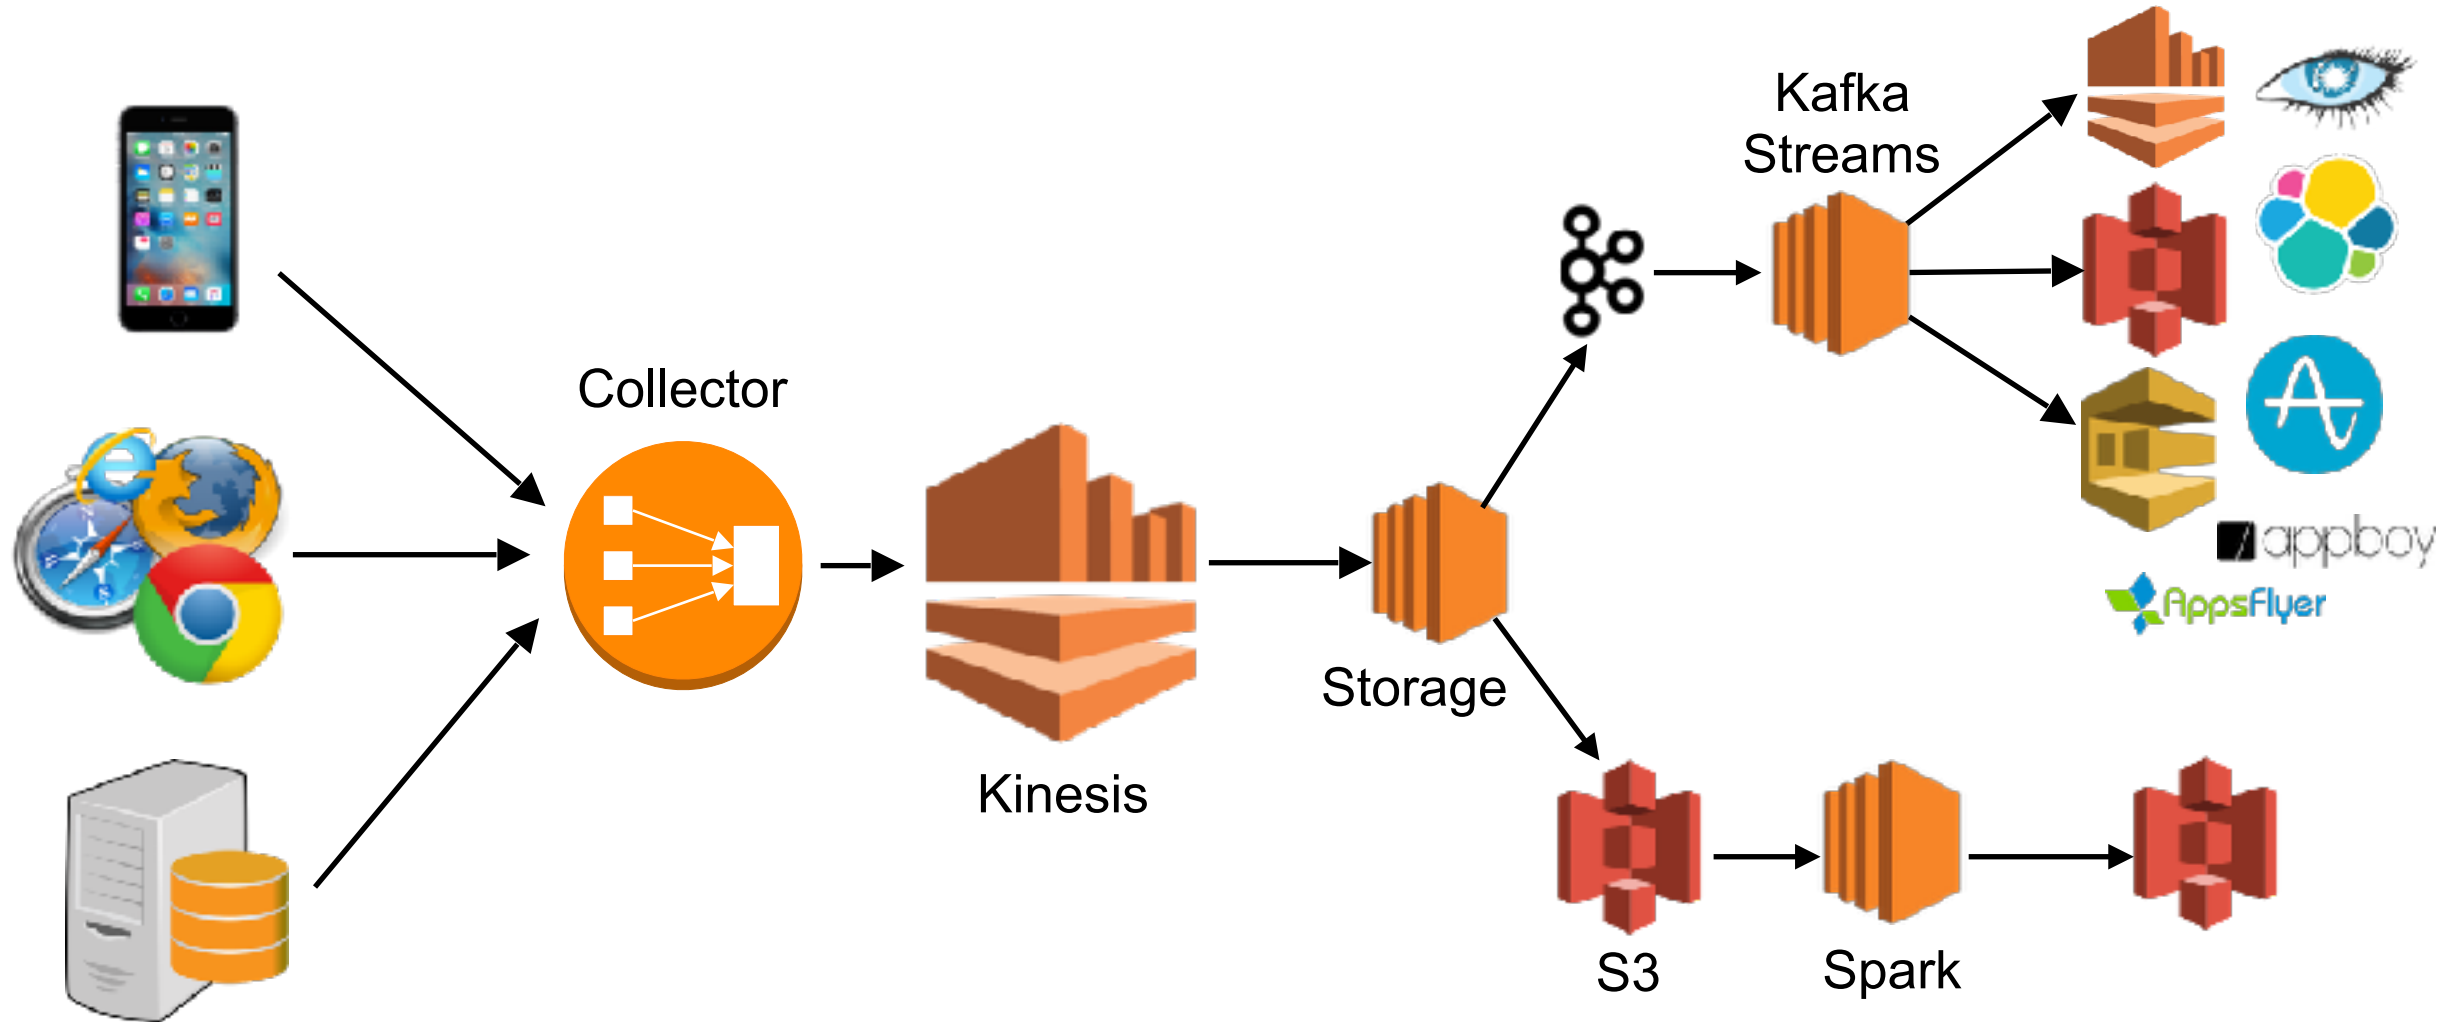 Kafka
Streams
Collector
appboy
AppsFlyer
Storage
Kinesis
S3
Spark